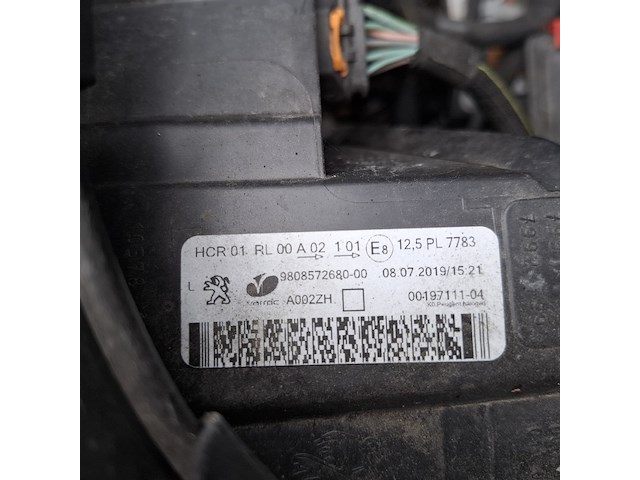 HCR 01 RL 00 A 02 1 01 E8 12,5 PL 7783
L 9808572680-00 08.07.2019/15:21
A002ZH 00197111-04